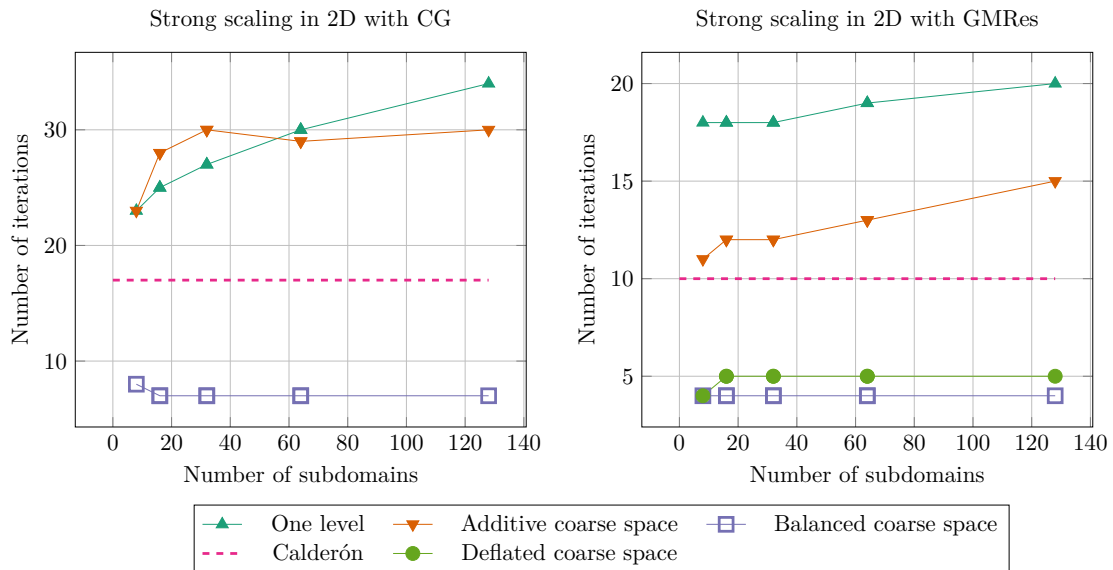 Strong scaling in 2D with CG
30
20
10
0 20 40 60 80 100 120 140
Number of iterations
Number of subdomains
Strong scaling in 2D with GMRes
20
15
10
5
0 20 40 60 80 100 120 140
Number of iterations
Number of subdomains
One level Additive coarse space Balanced coarse space
Calderón Deflated coarse space